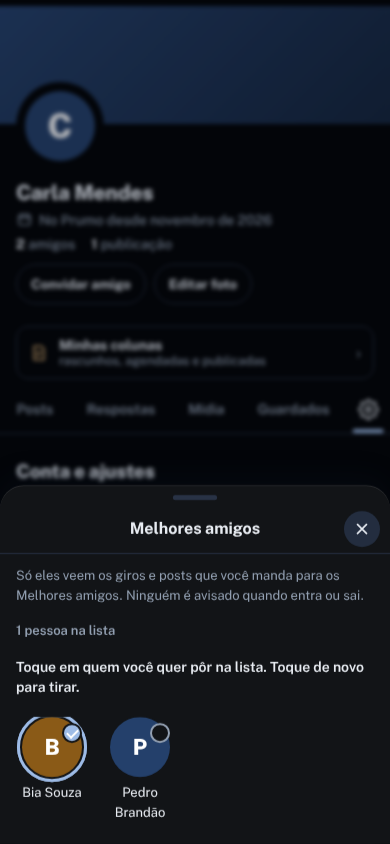 C
Carla Mendes
No Prumo desde novembro de 2026
2 amigos 1 publicação
Convidar amigo Editar foto
Minhas colunas
rascunhos, agendadas e publicadas
Posts Respostas Mídia Guardados
Conta e ajustes
Melhores amigos
Só eles veem os giros e posts que você manda para os
Melhores amigos. Ninguém é avisado quando entra ou sai.
1 pessoa na lista
Toque em quem você quer pôr na lista. Toque de novo
para tirar.
B P
Bia Souza Pedro
Brandão